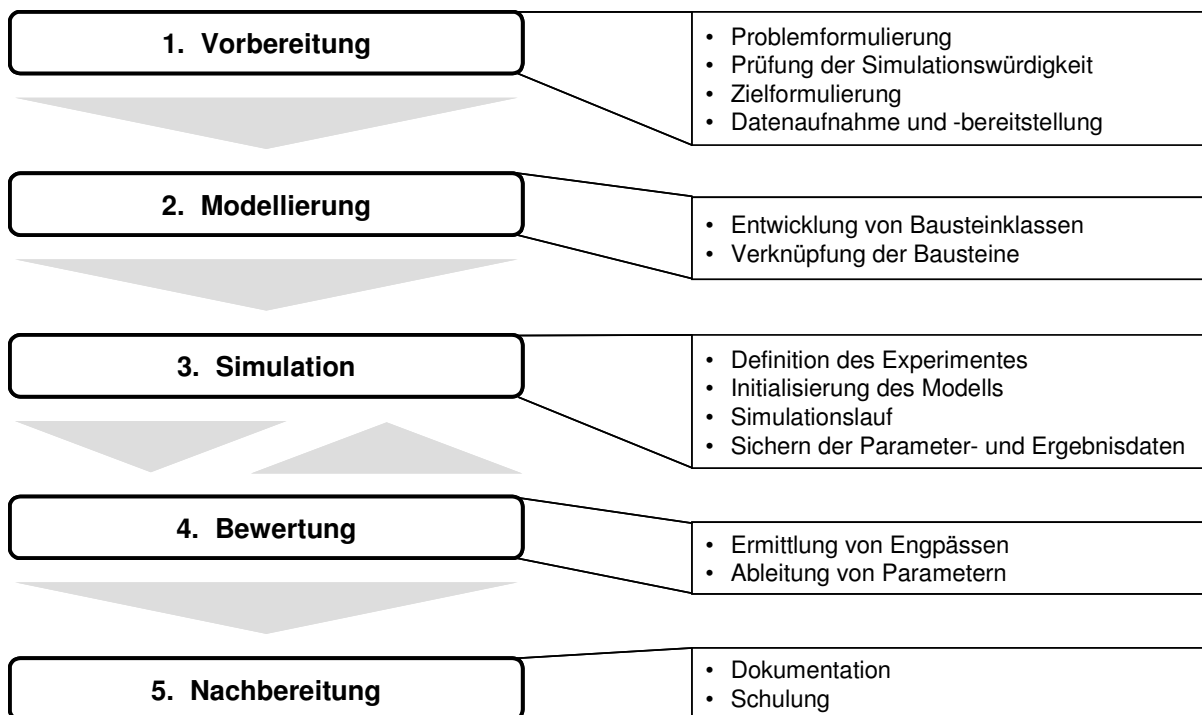 1. Vorbereitung
• Problemformulierung
• Prüfung der Simulationswürdigkeit
• Zielformulierung
• Datenaufnahme und -bereitstellung
2. Modellierung
• Entwicklung von Bausteinklassen
• Verknüpfung der Bausteine
3. Simulation
• Definition des Experimentes
• Initialisierung des Modells
• Simulationslauf
• Sichern der Parameter- und Ergebnisdaten
4. Bewertung
• Ermittlung von Engpässen
• Ableitung von Parametern
5. Nachbereitung
• Dokumentation
• Schulung